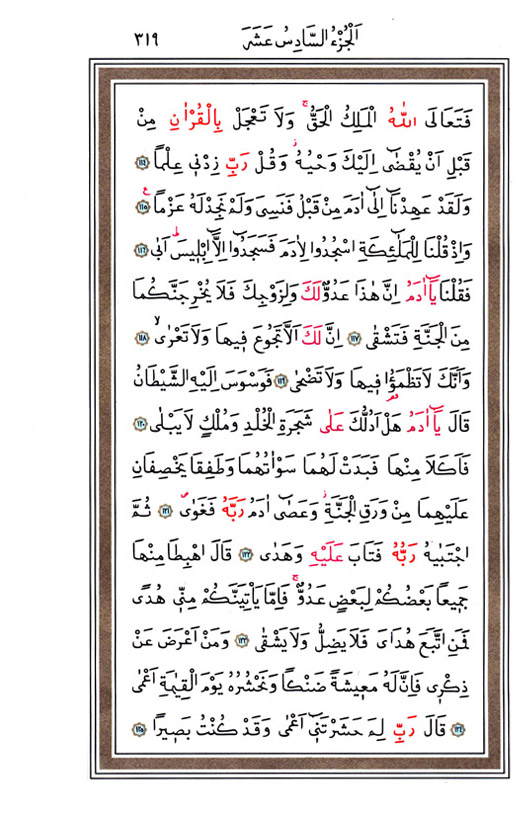 اَلْجُزْءُ السَّادِسُ عَشَرَ ٣١٩
فَتَعَالَى اللّٰهُ الْمَلِكُ الْحَقُّۚ وَلَا تَعْجَلْ بِالْقُرْاٰنِ مِنْ
قَبْلِ اَنْ يُقْضٰٓى اِلَيْكَ وَحْيُهُۘ وَقُلْ رَبِّ زِدْنٖى عِلْماً ﴿١١٤﴾
وَلَقَدْ عَهِدْنَٓا اِلٰٓى اٰدَمَ مِنْ قَبْلُ فَنَسِىَ وَلَمْ نَجِدْ لَهُ عَزْماًࣖ ﴿١١٥﴾
وَاِذْ قُلْنَا لِلْمَلٰٓئِكَةِ اسْجُدُوا لِاٰدَمَ فَسَجَدُٓوا اِلَّٓا اِبْلٖيسَؕ اَبٰى ﴿١١٦﴾
فَقُلْنَا يَٓا اٰدَمُ اِنَّ هٰذَا عَدُوٌّ لَكَ وَلِزَوْجِكَ فَلَا يُخْرِجَنَّكُمَا
مِنَ الْجَنَّةِ فَتَشْقٰى ﴿١١٧﴾ اِنَّ لَكَ اَلَّا تَجُوعَ فٖيهَا وَلَا تَعْرٰىۙ ﴿١١٨﴾
وَاَنَّكَ لَا تَظْمَؤُ۬ا فٖيهَا وَلَا تَضْحٰى ﴿١١٩﴾ فَوَسْوَسَ اِلَيْهِ الشَّيْطَانُ
قَالَ يَٓا اٰدَمُ هَلْ اَدُلُّكَ عَلٰى شَجَرَةِ الْخُلْدِ وَمُلْكٍ لَا يَبْلٰى ﴿١٢٠﴾
فَاَكَلَا مِنْهَا فَبَدَتْ لَهُمَا سَوْاٰتُهُمَا وَطَفِقَا يَخْصِفَانِ
عَلَيْهِمَا مِنْ وَرَقِ الْجَنَّةِؗ وَعَصٰٓى اٰدَمُ رَبَّهُ فَغَوٰىۖ ﴿١٢١﴾ ثُمَّ
اجْتَبٰيهُ رَبُّهُ فَتَابَ عَلَيْهِ وَهَدٰى ﴿١٢٢﴾ قَالَ اهْبِطَا مِنْهَا
جَمٖيعاً بَعْضُكُمْ لِبَعْضٍ عَدُوٌّۚ فَاِمَّا يَاْتِيَنَّكُمْ مِنّٖى هُدًى
فَمَنِ اتَّبَعَ هُدَاىَ فَلَا يَضِلُّ وَلَا يَشْقٰى ﴿١٢٣﴾ وَمَنْ اَعْرَضَ عَنْ
ذِكْرٖى فَاِنَّ لَهُ مَعٖيشَةً ضَنْكاً وَنَحْشُرُهُ يَوْمَ الْقِيٰمَةِ اَعْمٰى
﴿١٢٤﴾ قَالَ رَبِّ لِمَ حَشَرْتَنٖٓى اَعْمٰى وَقَدْ كُنْتُ بَصٖيراً ﴿١٢٥﴾